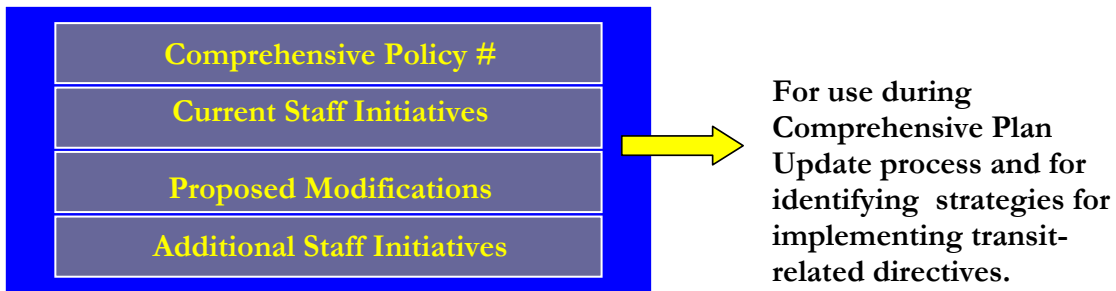 Comprehensive Policy #
Current Staff Initiatives
Proposed Modifications
Additional Staff Initiatives
For use during
Comprehensive Plan
Update process and for
identifying strategies for
implementing transit-
related directives.